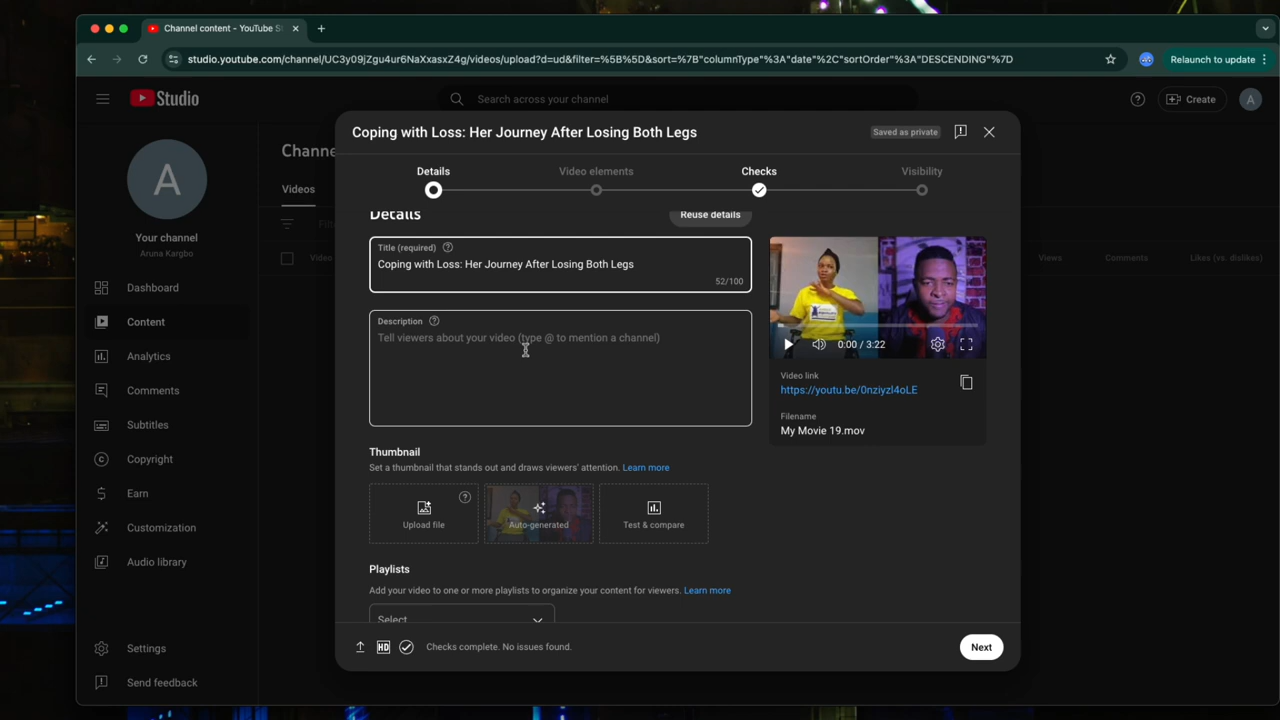 Channel content - YouTube S
studio.youtube.com/channel/UC3y09jZgu4ur6NaXxasxZ4g/videos/upload?d=ud&filter=%5B%5D&sort=%7B"columnType"%3A"date"%2C"sortOrder"%3A"DESCENDING"%7D
Relaunch to update
Studio
Search across your channel
Create
A
A
Your channel
Aruna Kargbo
Dashboard
Content
Analytics
Comments
Subtitles
Copyright
Earn
Customization
Audio library
Settings
Send feedback
Videos
Video
Views
Comments
Likes (vs. dislikes)
Coping with Loss: Her Journey After Losing Both Legs
Saved as private
Details
Video elements
Checks
Visibility
Details
Reuse details
Title (required)
Coping with Loss: Her Journey After Losing Both Legs
52/100
Description
Tell viewers about your video (type @ to mention a channel)
0:00 / 3:22
Video link
https://youtu.be/0nziyzl4oLE
Filename
My Movie 19.mov
Thumbnail
Set a thumbnail that stands out and draws viewers' attention. Learn more
Upload file
Auto-generated
Test & compare
Playlists
Add your video to one or more playlists to organize your content for viewers. Learn more
Select
HD
Checks complete. No issues found.
Next